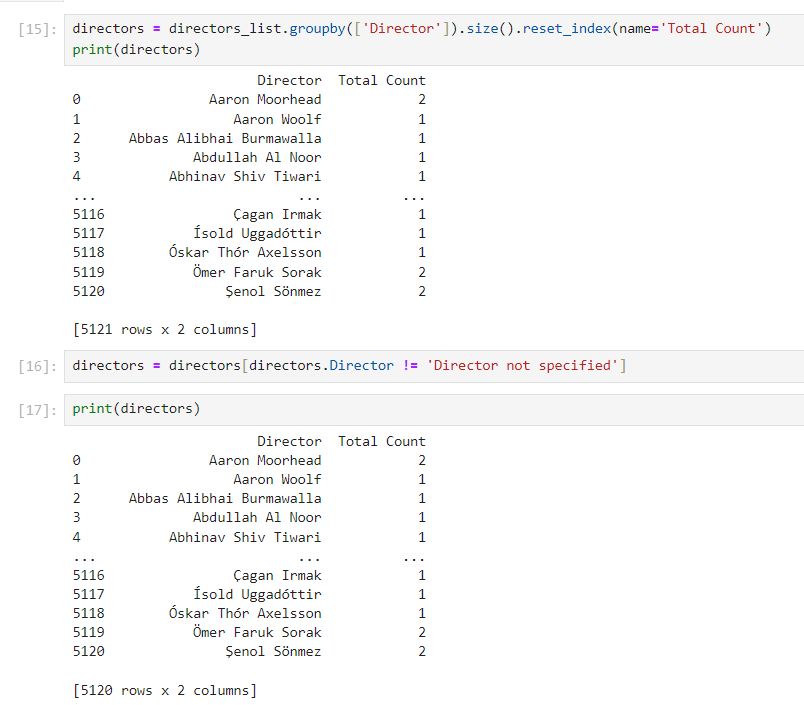 [15]: directors = directors_list.groupby(['Director']).size().reset_index(name='Total Count')
print(directors)
Director Total Count
0 Aaron Moorhead 2
1 Aaron Woolf 1
2 Abbas Alibhai Burmawalla 1
3 Abdullah Al Noor 1
4 Abhinav Shiv Tiwari 1
... ... ...
5116 Çagan Irmak 1
5117 Ísold Uggadóttir 1
5118 Óskar Thór Axelsson 1
5119 Ömer Faruk Sorak 2
5120 Şenol Sönmez 2
[5121 rows x 2 columns]
[16]: directors = directors[directors.Director != 'Director not specified']
[17]: print(directors)
Director Total Count
0 Aaron Moorhead 2
1 Aaron Woolf 1
2 Abbas Alibhai Burmawalla 1
3 Abdullah Al Noor 1
4 Abhinav Shiv Tiwari 1
... ... ...
5116 Çagan Irmak 1
5117 Ísold Uggadóttir 1
5118 Óskar Thór Axelsson 1
5119 Ömer Faruk Sorak 2
5120 Şenol Sönmez 2
[5120 rows x 2 columns]